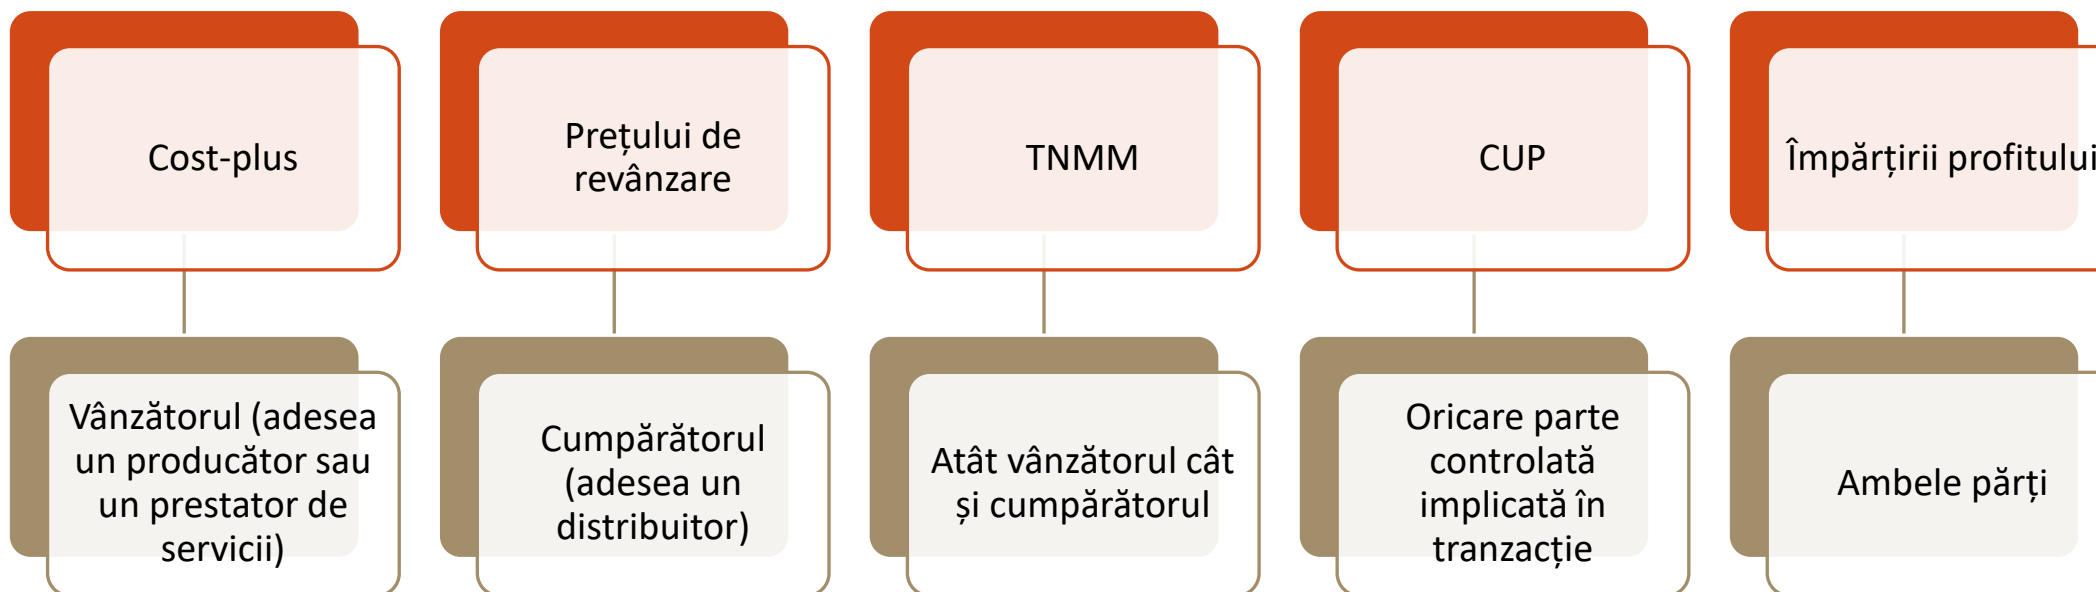 Cost-plus
Prețului de
revânzare
TNMM
CUP
Împărțirii profitului
Vânzătorul (adesea
un producător sau
un prestator de
servicii)
Cumpărătorul
(adesea un
distribuitor)
Atât vânzătorul cât
și cumpărătorul
Oricare parte
controlată
implicată în
tranzacție
Ambele părți